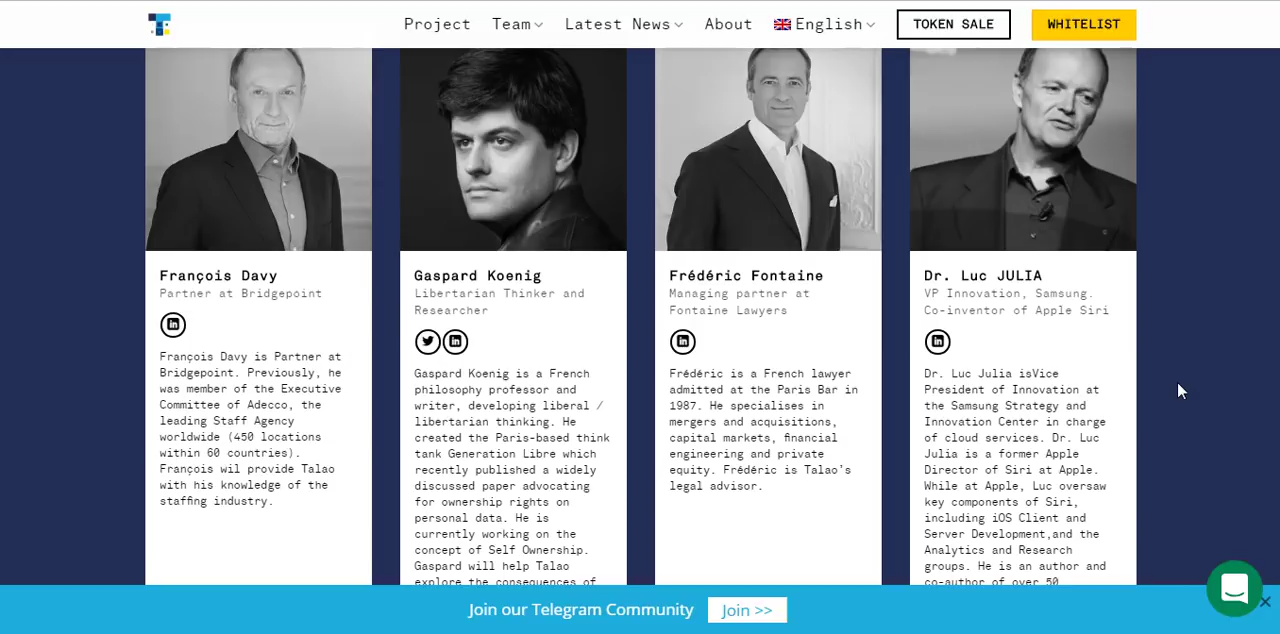 Project Team Latest News About English TOKEN SALE WHITELIST
François Davy
Partner at Bridgepoint
François Davy is Partner at
Bridgepoint. Previously, he
was member of the Executive
Committee of Adecco, the
leading Staff Agency
worldwide (450 locations
within 60 countries).
François wil provide Talao
with his knowledge of the
staffing industry.
Gaspard Koenig
Libertarian Thinker and
Researcher
Gaspard Koenig is a French
philosophy professor and
writer, developing liberal /
libertarian thinking. He
created the Paris-based think
tank Generation Libre which
recently published a widely
discussed paper advocating
for ownership rights on
personal data. He is
currently working on the
concept of Self Ownership.
Gaspard will help Talao
explore the consequences of
Frédéric Fontaine
Managing partner at
Fontaine Lawyers
Frédéric is a French lawyer
admitted at the Paris Bar in
1987. He specialises in
mergers and acquisitions,
capital markets, financial
engineering and private
equity. Frédéric is Talao's
legal advisor.
Dr. Luc JULIA
VP Innovation, Samsung.
Co-inventor of Apple Siri
Dr. Luc Julia isVice
President of Innovation at
the Samsung Strategy and
Innovation Center in charge
of cloud services. Dr. Luc
Julia is a former Apple
Director of Siri at Apple.
While at Apple, Luc oversaw
key components of Siri,
including iOS Client and
Server Development,and the
Analytics and Research
groups. He is an author and
co-author of over 50
Join our Telegram Community Join >>